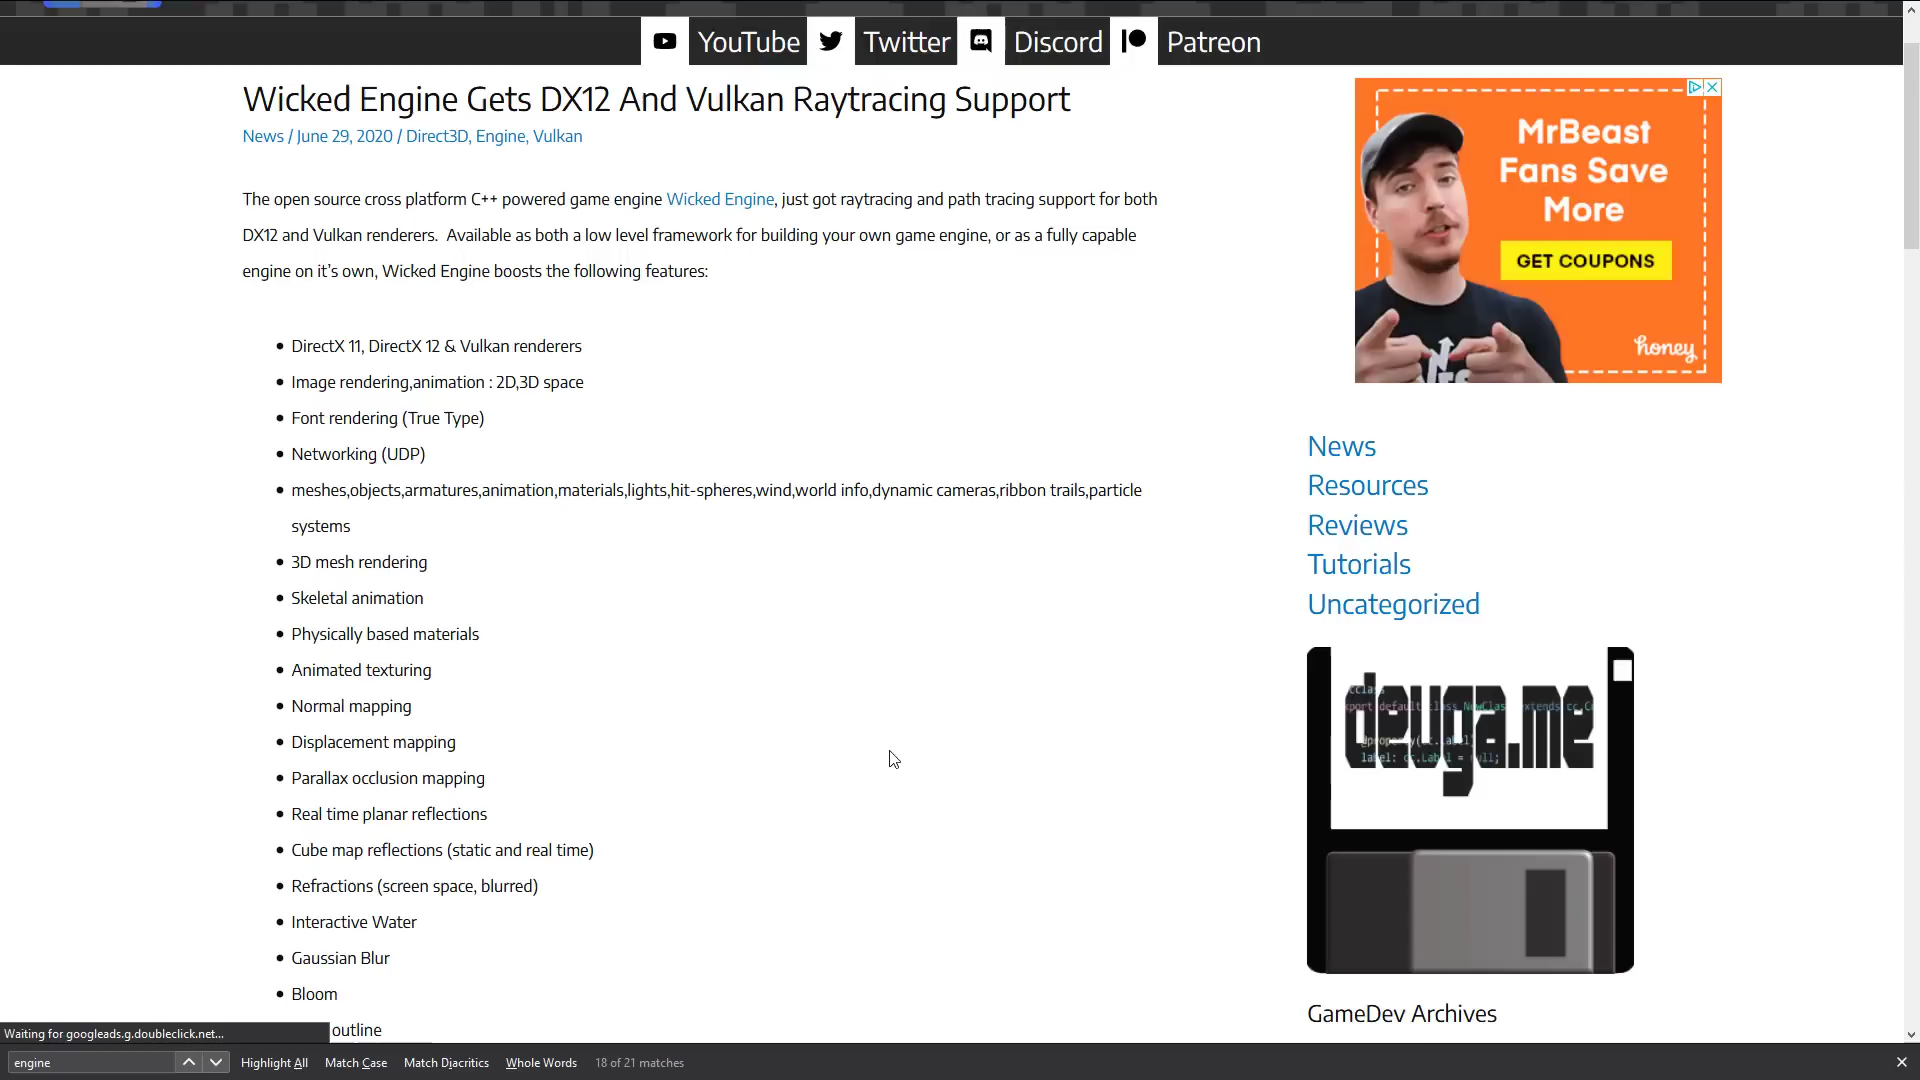 YouTube Twitter Discord Patreon
Wicked Engine Gets DX12 And Vulkan Raytracing Support
News / June 29, 2020 / Direct3D, Engine, Vulkan
The open source cross platform C++ powered game engine Wicked Engine, just got raytracing and path tracing support for both
DX12 and Vulkan renderers. Available as both a low level framework for building your own game engine, or as a fully capable
engine on it's own, Wicked Engine boosts the following features:
• DirectX 11, DirectX 12 & Vulkan renderers
• Image rendering,animation : 2D,3D space
• Font rendering (True Type)
• Networking (UDP)
• meshes,objects,armatures,animation,materials,lights,hit-spheres,wind,world info,dynamic cameras,ribbon trails,particle
systems
• 3D mesh rendering
• Skeletal animation
• Physically based materials
• Animated texturing
• Normal mapping
• Displacement mapping
• Parallax occlusion mapping
• Real time planar reflections
• Cube map reflections (static and real time)
• Refractions (screen space, blurred)
• Interactive Water
• Gaussian Blur
• Bloom
outline
MrBeast
Fans Save
More
GET COUPONS
honey
News
Resources
Reviews
Tutorials
Uncategorized
devga.me
GameDev Archives
Waiting for googleads.g.doubleclick.net...
engine Highlight All Match Case Match Diacritics Whole Words 18 of 21 matches